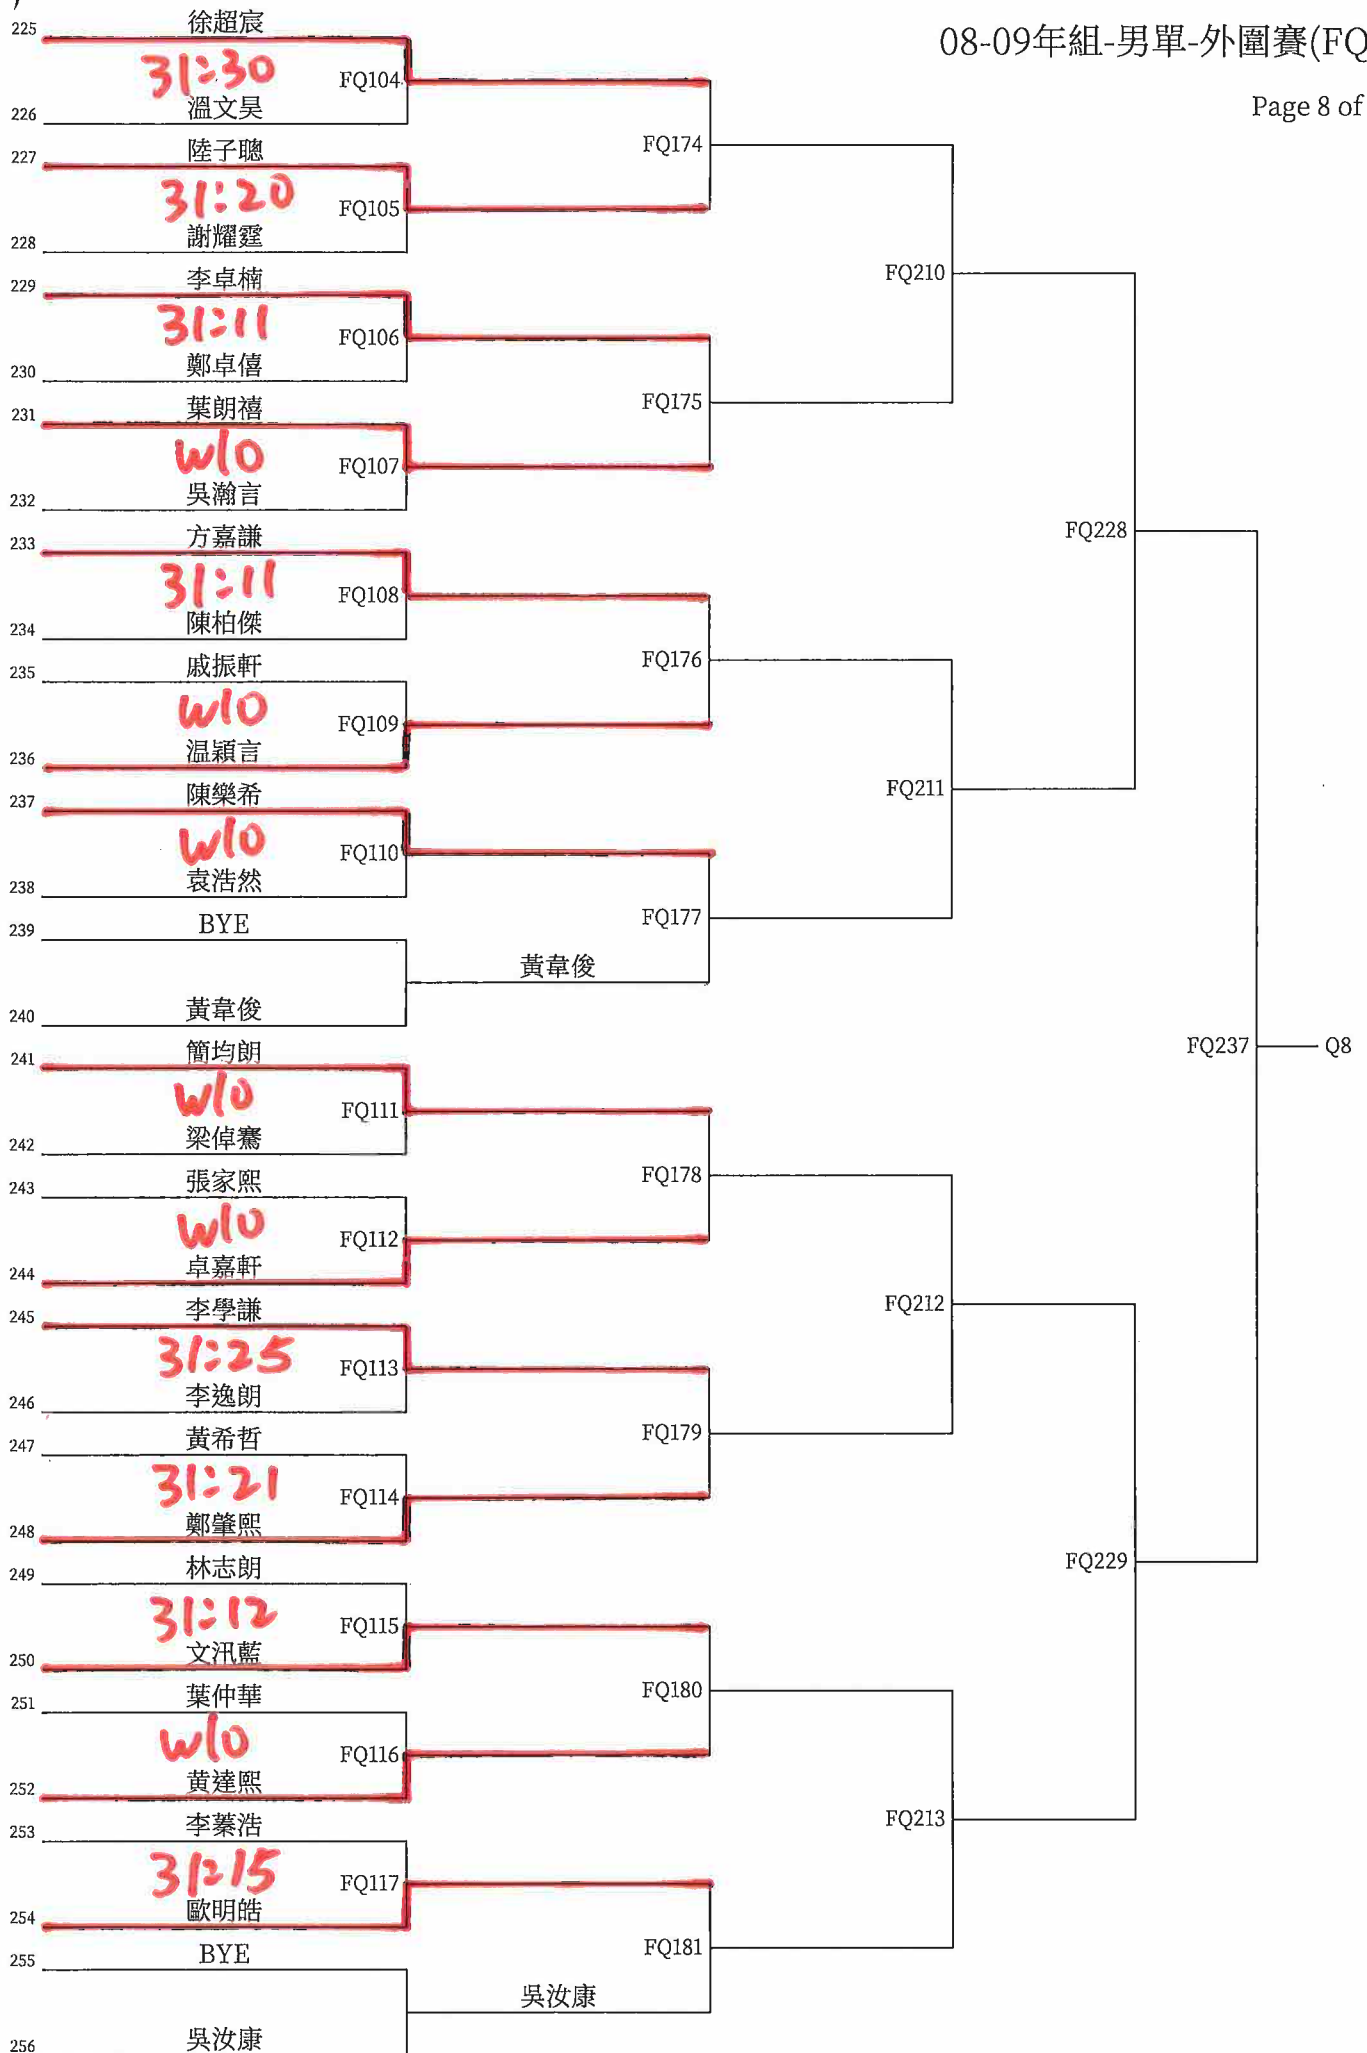 08-09年組-男單-外圍賽(FQ
Page 8 of
225 徐超宸
31:30 FQ104
226 溫文昊
227 陸子聰
FQ174
31:20 FQ105
228 謝耀霆
229 李卓楠
FQ210
31:11 FQ106
230 鄭卓僖
231 葉朗禧
FQ175
w/o FQ107
232 吳瀚言
233 方嘉謙
FQ228
31:11 FQ108
234 陳柏傑
235 戚振軒
FQ176
w/o FQ109
236 温穎言
237 陳樂希
FQ211
w/o FQ110
238 袁浩然
239 BYE
FQ177
黃韋俊
240 黃韋俊
241 簡均朗
FQ237 Q8
w/o FQ111
242 梁倬騫
243 張家熙
FQ178
w/o FQ112
244 卓嘉軒
245 李學謙
FQ212
31:25 FQ113
246 李逸朗
247 黃希哲
FQ179
31:21 FQ114
248 鄭肇熙
249 林志朗
FQ229
31:12 FQ115
250 文汛藍
251 葉仲華
FQ180
w/o FQ116
252 黄達熙
253 李蓁浩
FQ213
31:15 FQ117
254 歐明皓
255 BYE
FQ181
吳汝康
256 吳汝康